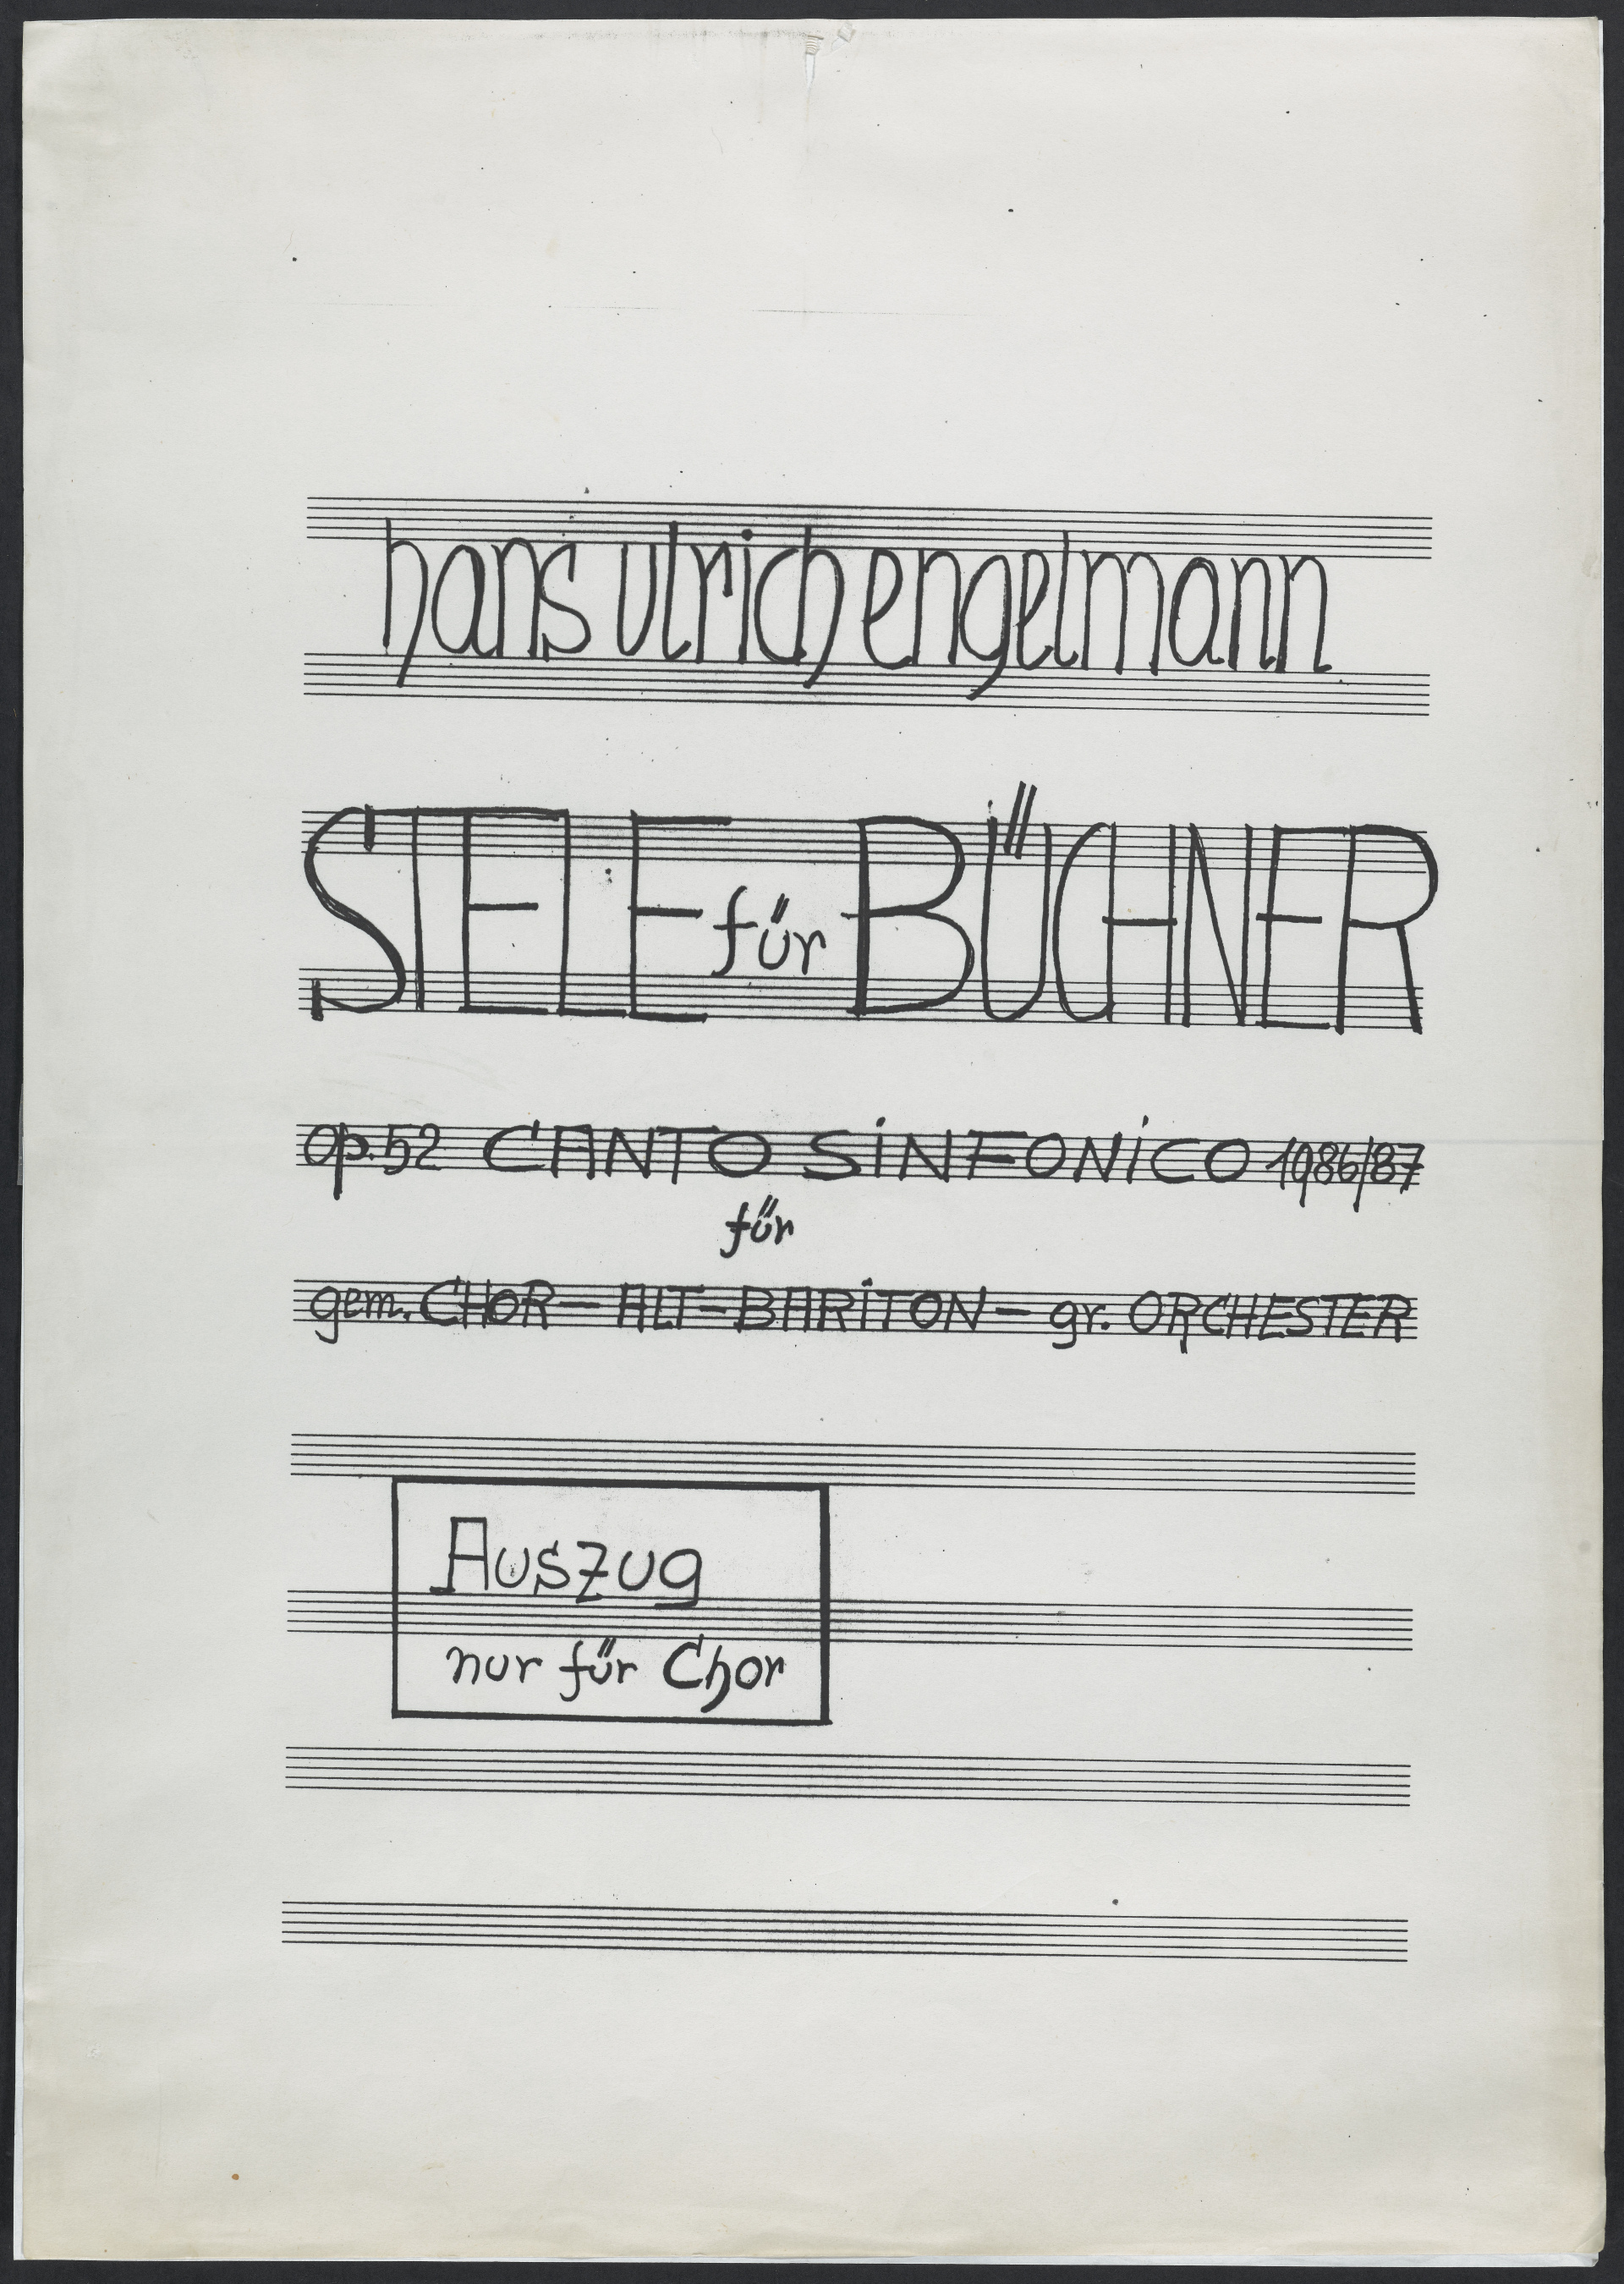 hans ulrich engelmann
STELE für BÜCHNER
op. 52 CANTO SINFONICO 1986/87
für
gem. CHOR — ALT — BARITON — gr. ORCHESTER
Auszug
nur für Chor